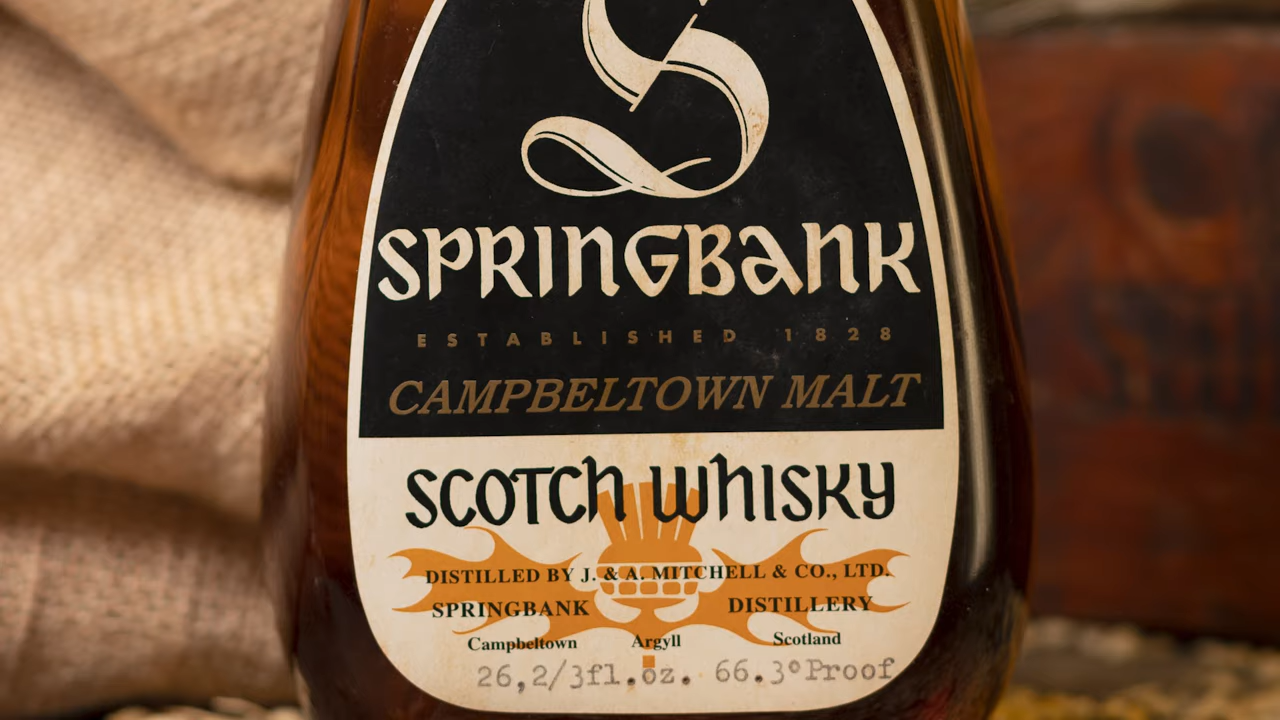 S
SPRINGBANK
ESTABLISHED 1828
CAMPBELTOWN MALT
SCOTCH WHISKY
DISTILLED BY J. & A. MITCHELL & CO., LTD.
SPRINGBANK DISTILLERY
Campbeltown Argyll Scotland
26,2/3fl.oz. 66.3°Proof